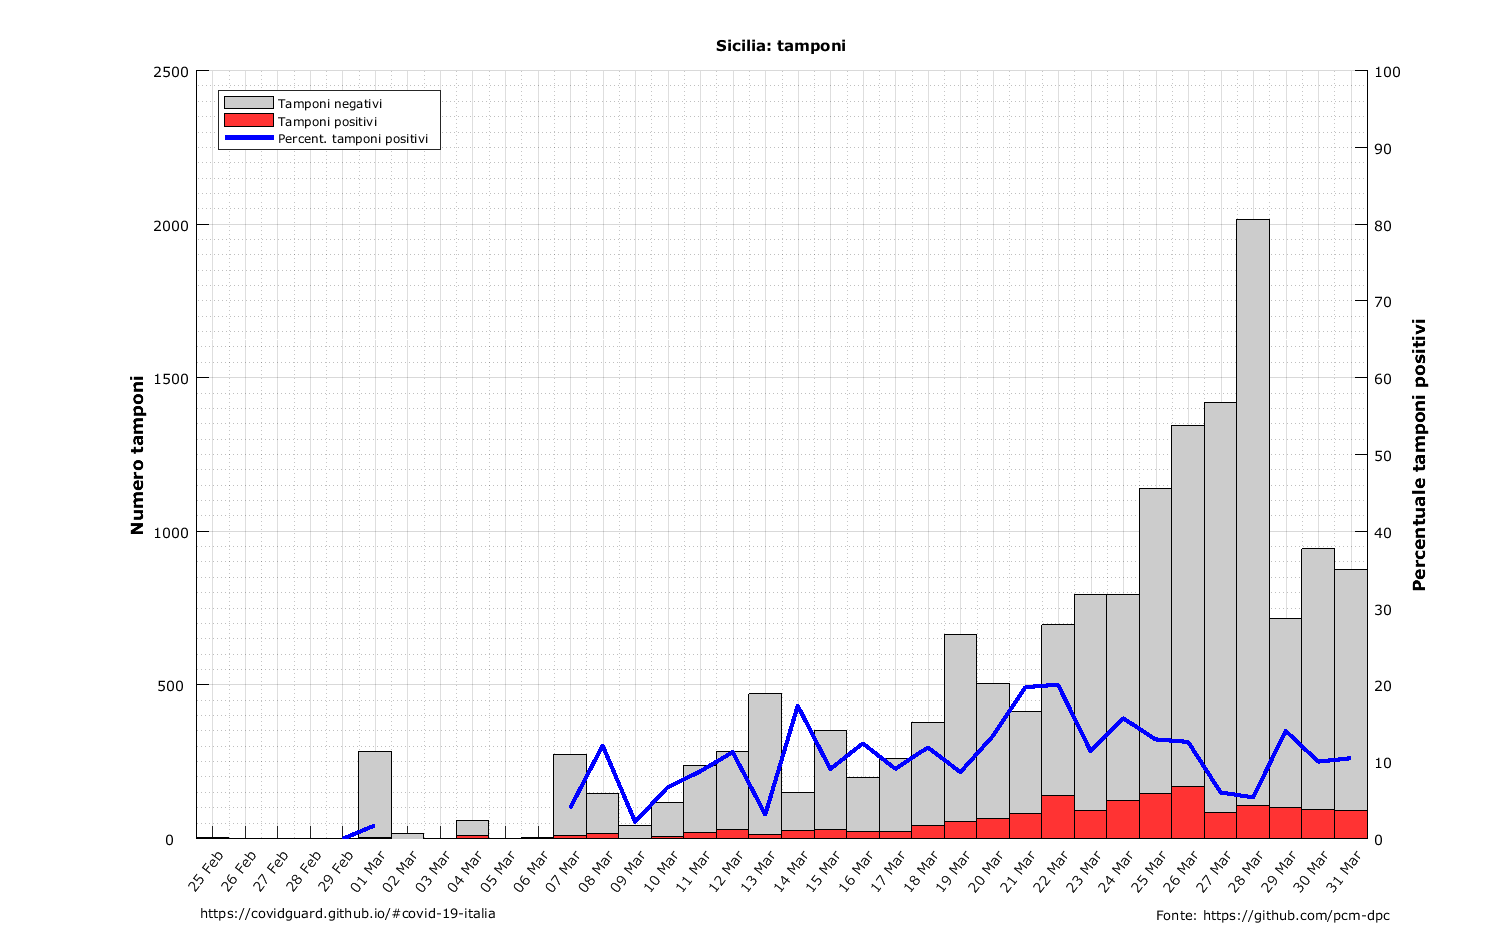 Sicilia: tamponi
Tamponi negativi
Tamponi positivi
Percent. tamponi positivi
Numero tamponi
2500
2000
1500
1000
500
0
Percentuale tamponi positivi
100
90
80
70
60
50
40
30
20
10
0
25 Feb
26 Feb
27 Feb
28 Feb
29 Feb
01 Mar
02 Mar
03 Mar
04 Mar
05 Mar
06 Mar
07 Mar
08 Mar
09 Mar
10 Mar
11 Mar
12 Mar
13 Mar
14 Mar
15 Mar
16 Mar
17 Mar
18 Mar
19 Mar
20 Mar
21 Mar
22 Mar
23 Mar
24 Mar
25 Mar
26 Mar
27 Mar
28 Mar
29 Mar
30 Mar
31 Mar
https://covidguard.github.io/#covid-19-italia
Fonte: https://github.com/pcm-dpc